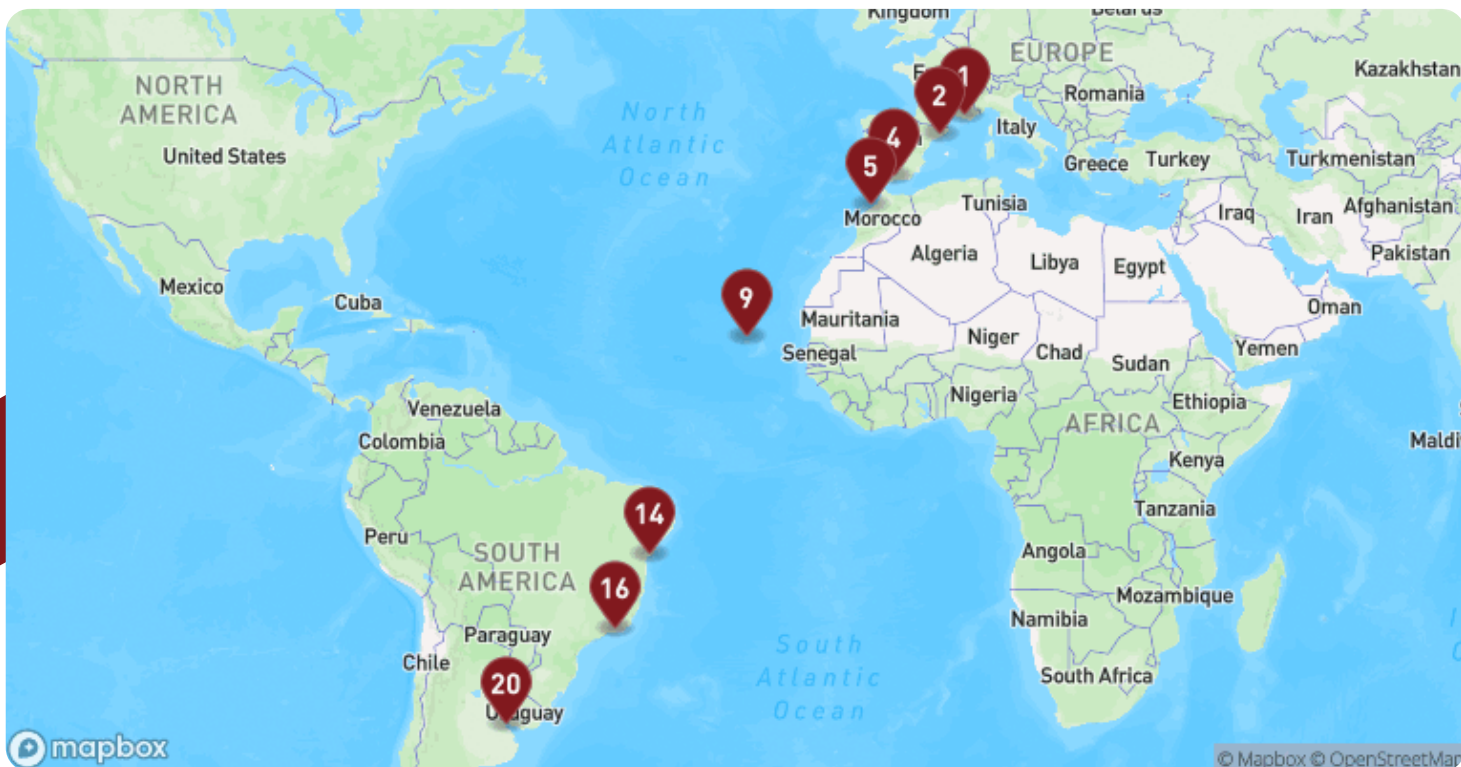 Kingdom
Belarus
EUROPE
1
Kazakhstan
2
Romania
NORTH
AMERICA
North
Atlantic
Ocean
Italy
4
United States
5
Greece
Turkey
Turkmenistan
Morocco
Tunisia
Iraq
Iran
Afghanistan
Algeria
Libya
Egypt
Pakistan
Mexico
Cuba
9
Oman
Mauritania
Niger
Senegal
Chad
Sudan
Yemen
Nigeria
Ethiopia
Venezuela
AFRICA
Colombia
Maldi
Kenya
14
Tanzania
Peru
SOUTH
AMERICA
Angola
16
Mozambique
Namibia
Paraguay
South
Atlantic
Ocean
Chile
South Africa
20
Uruguay
mapbox
© Mapbox © OpenStreetMap